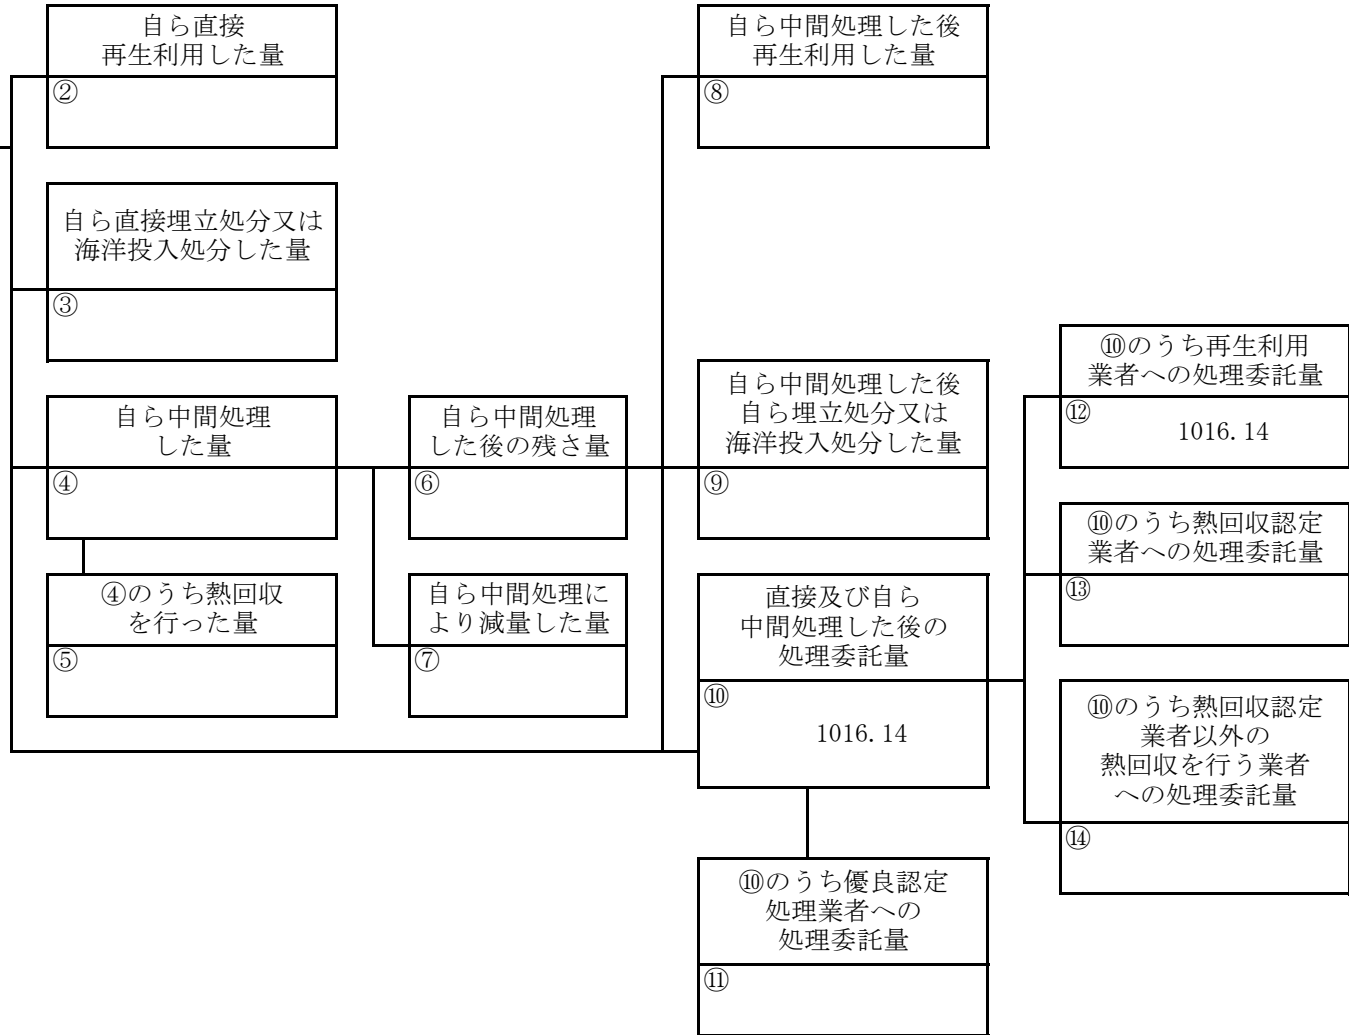 自ら直接
再生利用した量
②
自ら中間処理した後
再生利用した量
⑧
自ら直接埋立処分又は
海洋投入処分した量
③
自ら中間処理
した量
④
自ら中間処理
した後の残さ量
⑥
自ら中間処理した後
自ら埋立処分又は
海洋投入処分した量
⑨
⑩のうち再生利用
業者への処理委託量
⑫
1016.14
⑩のうち熱回収認定
業者への処理委託量
⑬
④のうち熱回収
を行った量
⑤
自ら中間処理に
より減量した量
⑦
直接及び自ら
中間処理した後の
処理委託量
⑩
1016.14
⑩のうち熱回収認定
業者以外の
熱回収を行う業者
への処理委託量
⑭
⑩のうち優良認定
処理業者への
処理委託量
⑪